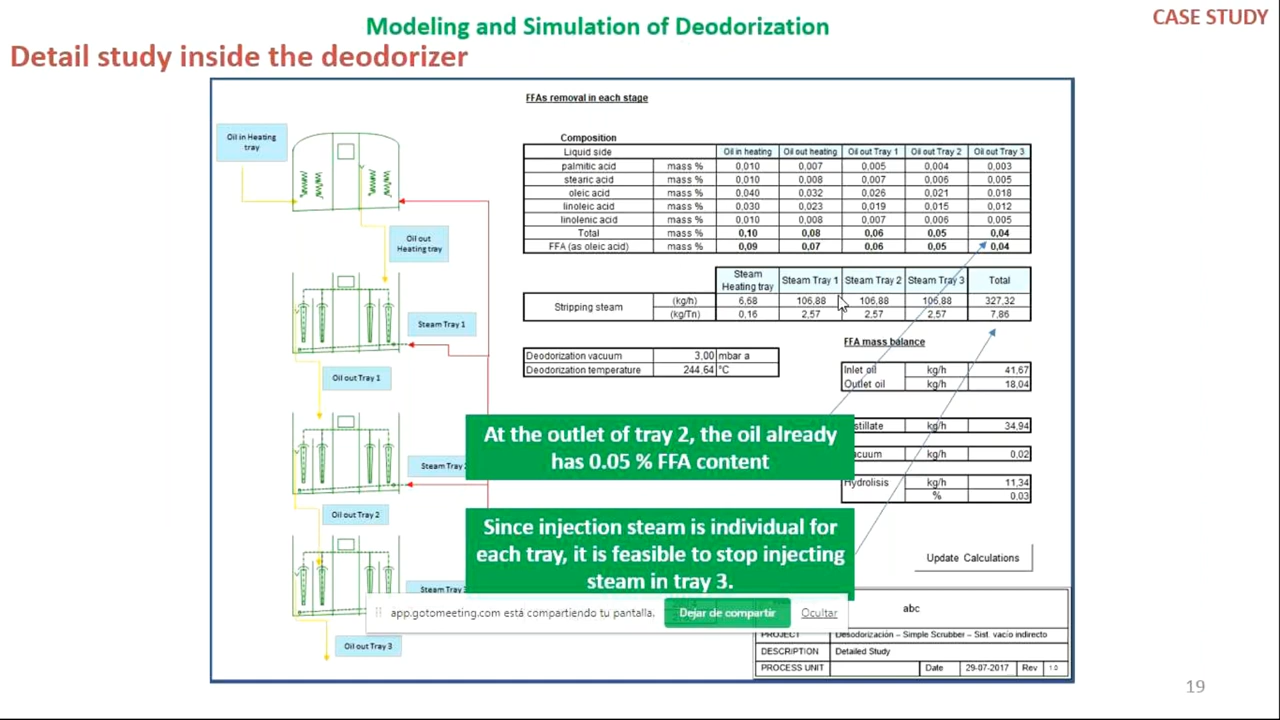 Modeling and Simulation of Deodorization
CASE STUDY
Detail study inside the deodorizer
FFAs removal in each stage
Oil in Heating
tray
Oil out
Heating tray
Steam Tray 1
Oil out Tray 1
Steam Tray
Oil out Tray 2
Steam Tray
Oil out Tray 3
Composition
Liquid side Oil in heating Oil out heating Oil out Tray 1 Oil out Tray 2 Oil out Tray 3
palmitic acid mass % 0,010 0,007 0,005 0,004 0,003
stearic acid mass % 0,010 0,008 0,007 0,006 0,005
oleic acid mass % 0,040 0,032 0,026 0,021 0,018
linoleic acid mass % 0,030 0,023 0,019 0,015 0,012
linolenic acid mass % 0,010 0,008 0,007 0,006 0,005
Total mass % 0,10 0,08 0,06 0,05 0,04
FFA (as oleic acid) mass % 0,09 0,07 0,06 0,05 0,04
Steam
Heating tray Steam Tray 1 Steam Tray 2 Steam Tray 3 Total
Stripping steam (kg/h) 6,68 106,88 106,88 106,88 327,32
(kg/Tn) 0,16 2,57 2,57 2,57 7,86
Deodorization vacuum 3,00 mbar a
Deodorization temperature 244,64 °C
FFA mass balance
Inlet oil kg/h 41,67
Outlet oil kg/h 18,04
stillate kg/h 34,94
acuum kg/h 0,02
Hydrolisis kg/h 11,34
% 0,03
At the outlet of tray 2, the oil already
has 0.05 % FFA content
Since injection steam is individual for
each tray, it is feasible to stop injecting
steam in tray 3.
Update Calculations
app.gotomeeting.com está compartiendo tu pantalla. Dejar de compartir Ocultar
abc
PROJECT Desodorización – Simple Scrubber – Sist. vacío indirecto
DESCRIPTION Detailed Study
PROCESS UNIT Date 29-07-2017 Rev 1.0
19